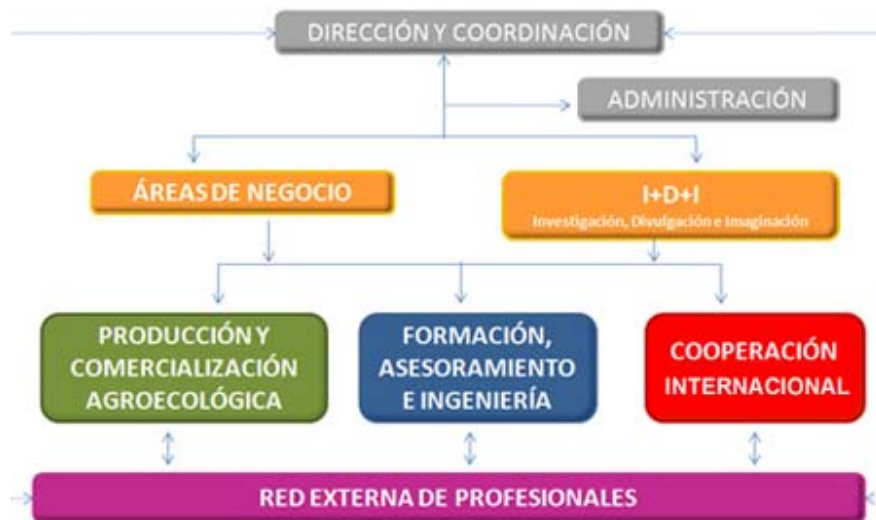 DIRECCIÓN Y COORDINACIÓN
ADMINISTRACIÓN
ÁREAS DE NEGOCIO
I+D+I
Investigación, Divulgación e Imaginación
PRODUCCIÓN Y
COMERCIALIZACIÓN
AGROECOLÓGICA
FORMACIÓN,
ASESORAMIENTO
E INGENIERÍA
COOPERACIÓN
INTERNACIONAL
RED EXTERNA DE PROFESIONALES